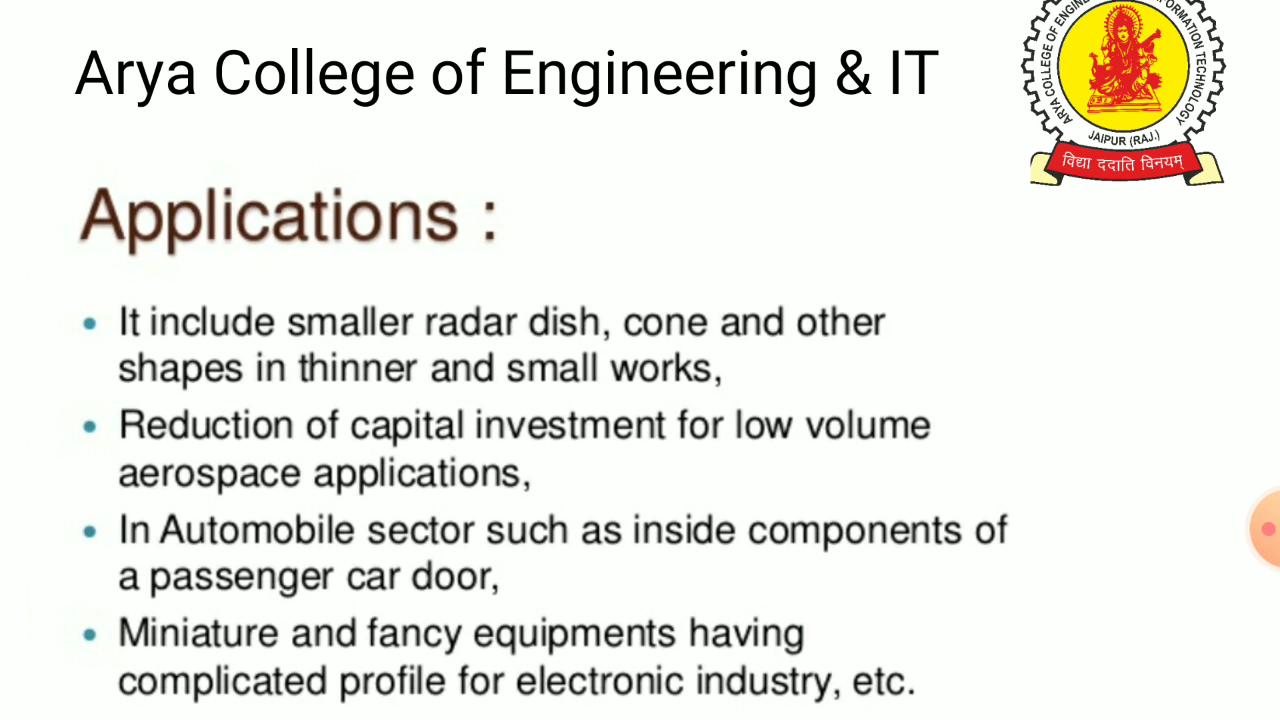 Arya College of Engineering & IT
ARYA COLLEGE OF ENGINE
FORMATION TECHNOLOGY
JAIPUR (RAJ.)
विद्या ददाति विनयम्
Applications :
• It include smaller radar dish, cone and other
shapes in thinner and small works,
• Reduction of capital investment for low volume
aerospace applications,
• In Automobile sector such as inside components of
a passenger car door,
• Miniature and fancy equipments having
complicated profile for electronic industry, etc.